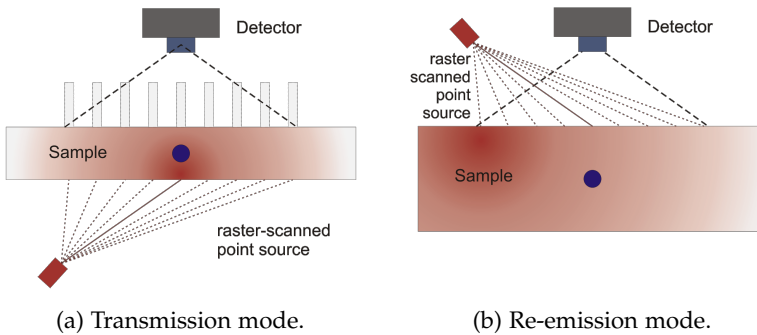 Detector
Sample
raster-scanned
point source
(a) Transmission mode.
Detector
raster
scanned
point
source
Sample
(b) Re-emission mode.